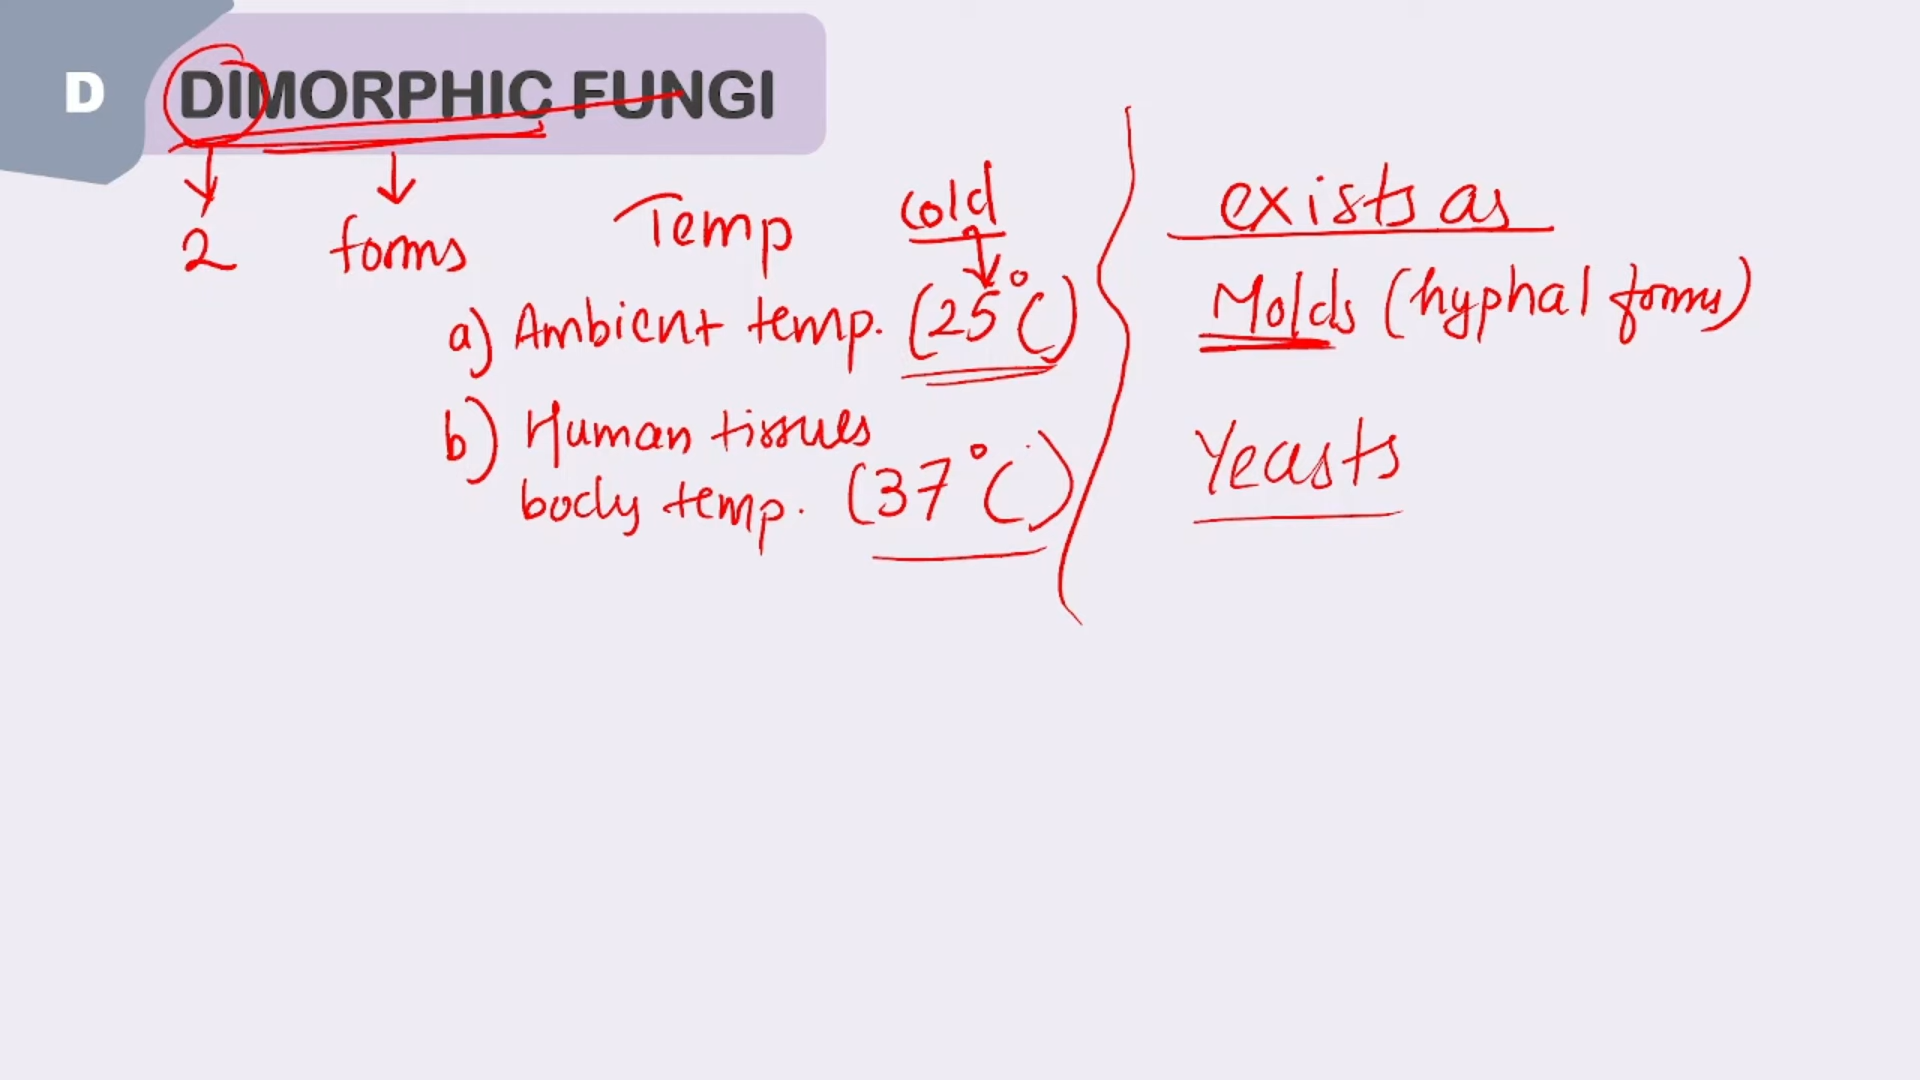 D DIMORPHIC FUNGI
2 forms
Temp cold exists as
a) Ambient temp. (25°C) Molds (hyphal forms)
b) Human tissues
body temp. (37°C) Yeasts